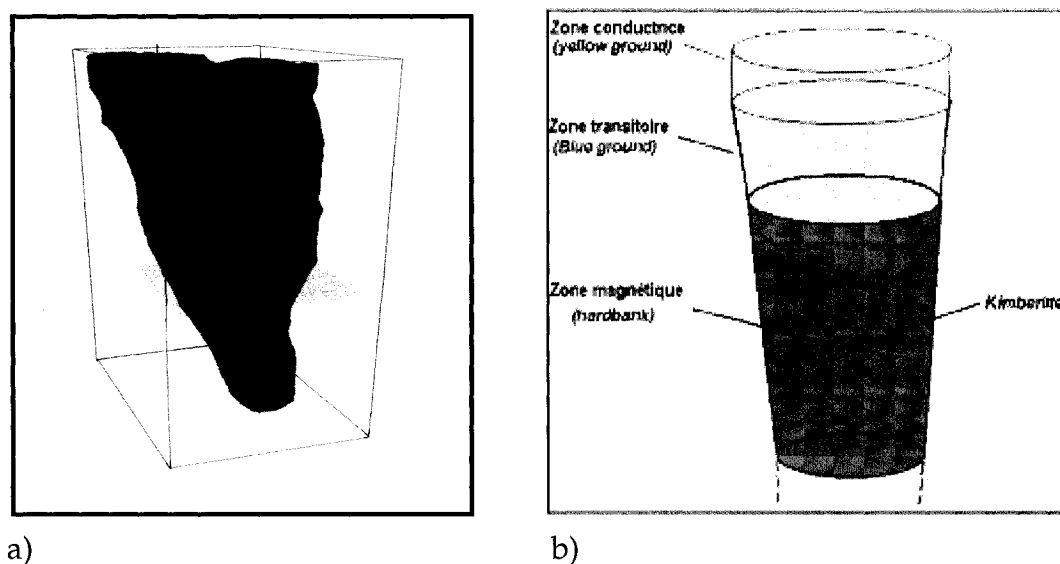 Zone conductrice
(yellow ground)
Zone transitoire
(Blue ground)
Zone magnétique
(hardbank)
Kimberlite
a)
b)